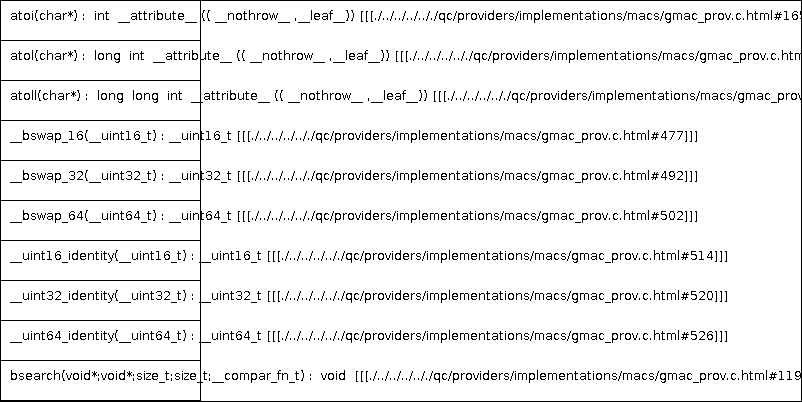 atoi(char*) : int __attribute__ (( __nothrow__ ,__leaf__)) [[[./../../../../qc/providers/implementations/macs/gmac_prov.c.html#165
atol(char*) : long int __attribute__ (( __nothrow__ ,__leaf__)) [[[./../../../../qc/providers/implementations/macs/gmac_prov.c.htm
atoll(char*) : long long int __attribute__ (( __nothrow__ ,__leaf__)) [[[./../../../../qc/providers/implementations/macs/gmac_prov
__bswap_16(__uint16_t) : __uint16_t [[[./../../../../qc/providers/implementations/macs/gmac_prov.c.html#477]]]
__bswap_32(__uint32_t) : __uint32_t [[[./../../../../qc/providers/implementations/macs/gmac_prov.c.html#492]]]
__bswap_64(__uint64_t) : __uint64_t [[[./../../../../qc/providers/implementations/macs/gmac_prov.c.html#502]]]
__uint16_identity(__uint16_t) : __uint16_t [[[./../../../../qc/providers/implementations/macs/gmac_prov.c.html#514]]]
__uint32_identity(__uint32_t) : __uint32_t [[[./../../../../qc/providers/implementations/macs/gmac_prov.c.html#520]]]
__uint64_identity(__uint64_t) : __uint64_t [[[./../../../../qc/providers/implementations/macs/gmac_prov.c.html#526]]]
bsearch(void*;void*;size_t;size_t;__compar_fn_t) : void [[[./../../../../qc/providers/implementations/macs/gmac_prov.c.html#119